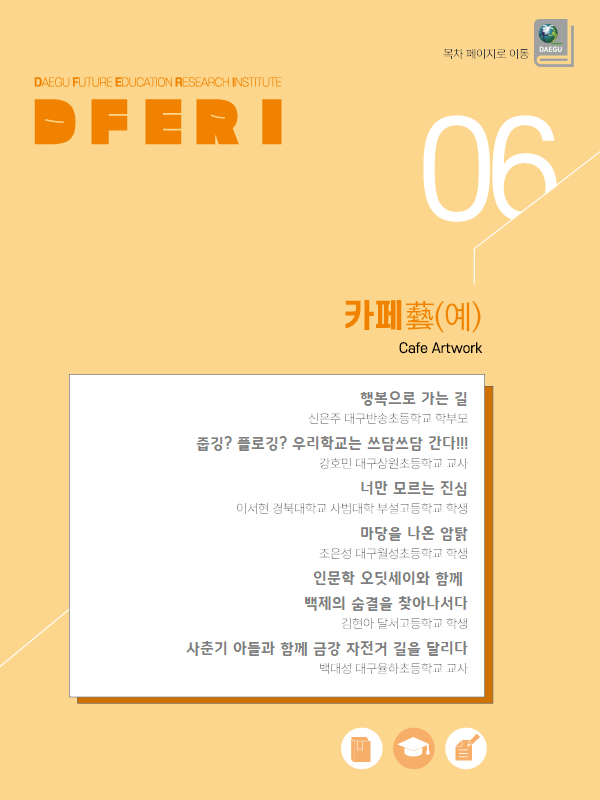 목차 페이지로 이동
DAEGU
DAEGU FUTURE EDUCATION RESEARCH INSTITUTE
DFERI
06
카페藝(예)
Cafe Artwork
행복으로 가는 길
신은주 대구반송초등학교 학부모
줍깅? 플로깅? 우리학교는 쓰담쓰담 간다!!!
강호민 대구상원초등학교 교사
너만 모르는 진심
이서현 경북대학교 사범대학 부설고등학교 학생
마당을 나온 암탉
조은성 대구월성초등학교 학생
인문학 오딧세이와 함께
백제의 숨결을 찾아나서다
김현아 달서고등학교 학생
사춘기 아들과 함께 금강 자전거 길을 달리다
백대성 대구율하초등학교 교사